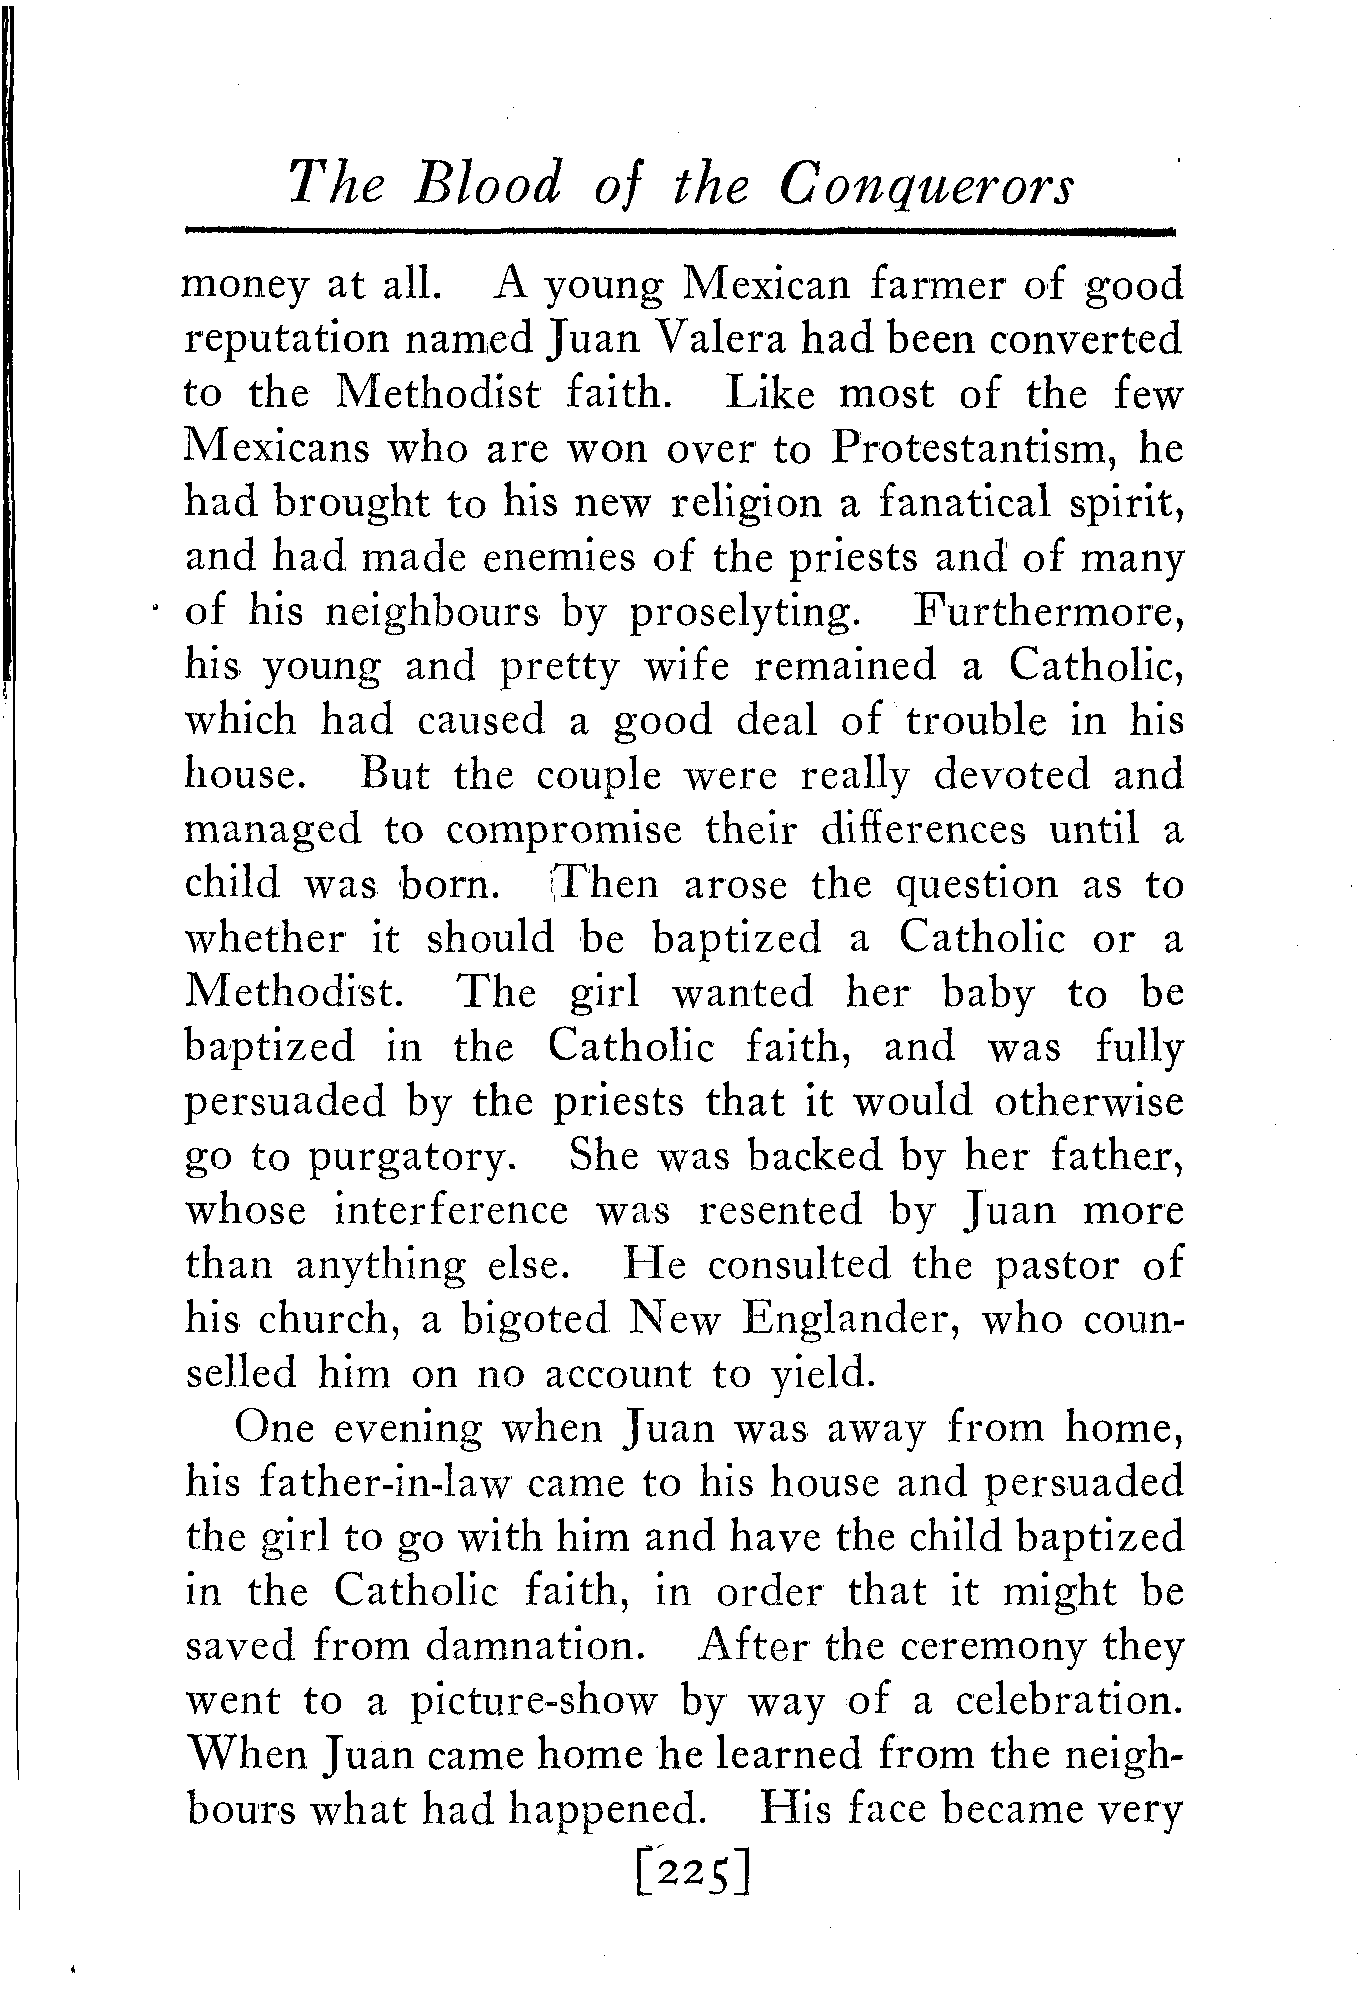 The Blood of the Conquerors
money at all. A young Mexican farmer of good
reputation named Juan Valera had been converted
to the Methodist faith. Like most of the few
Mexicans who are won over to Protestantism, he
had brought to his new religion a fanatical spirit,
and had made enemies of the priests and of many
of his neighbours by proselyting. Furthermore,
his young and pretty wife remained a Catholic,
which had caused a good deal of trouble in his
house. But the couple were really devoted and
managed to compromise their differences until a
child was born. Then arose the question as to
whether it should be baptized a Catholic or a
Methodist. The girl wanted her baby to be
baptized in the Catholic faith, and was fully
persuaded by the priests that it would otherwise
go to purgatory. She was backed by her father,
whose interference was resented by Juan more
than anything else. He consulted the pastor of
his church, a bigoted New Englander, who coun-
selled him on no account to yield.
One evening when Juan was away from home,
his father-in-law came to his house and persuaded
the girl to go with him and have the child baptized
in the Catholic faith, in order that it might be
saved from damnation. After the ceremony they
went to a picture-show by way of a celebration.
When Juan came home he learned from the neigh-
bours what had happened. His face became very
[225]